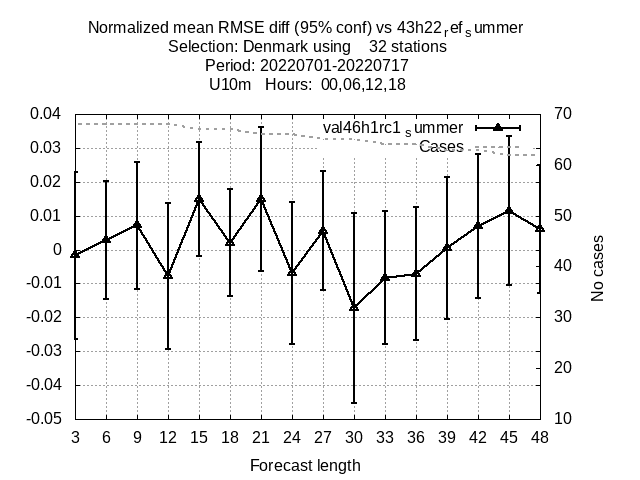 Normalized mean RMSE diff (95% conf) vs 43h22refsummer
Selection: Denmark using 32 stations
Period: 20220701-20220717
U10m Hours: 00,06,12,18
0.04
0.03
0.02
0.01
0
-0.01
-0.02
-0.03
-0.04
-0.05
val46h1rc1summer
Cases
70
60
50
40
30
20
10
No cases
3 6 9 12 15 18 21 24 27 30 33 36 39 42 45 48
Forecast length